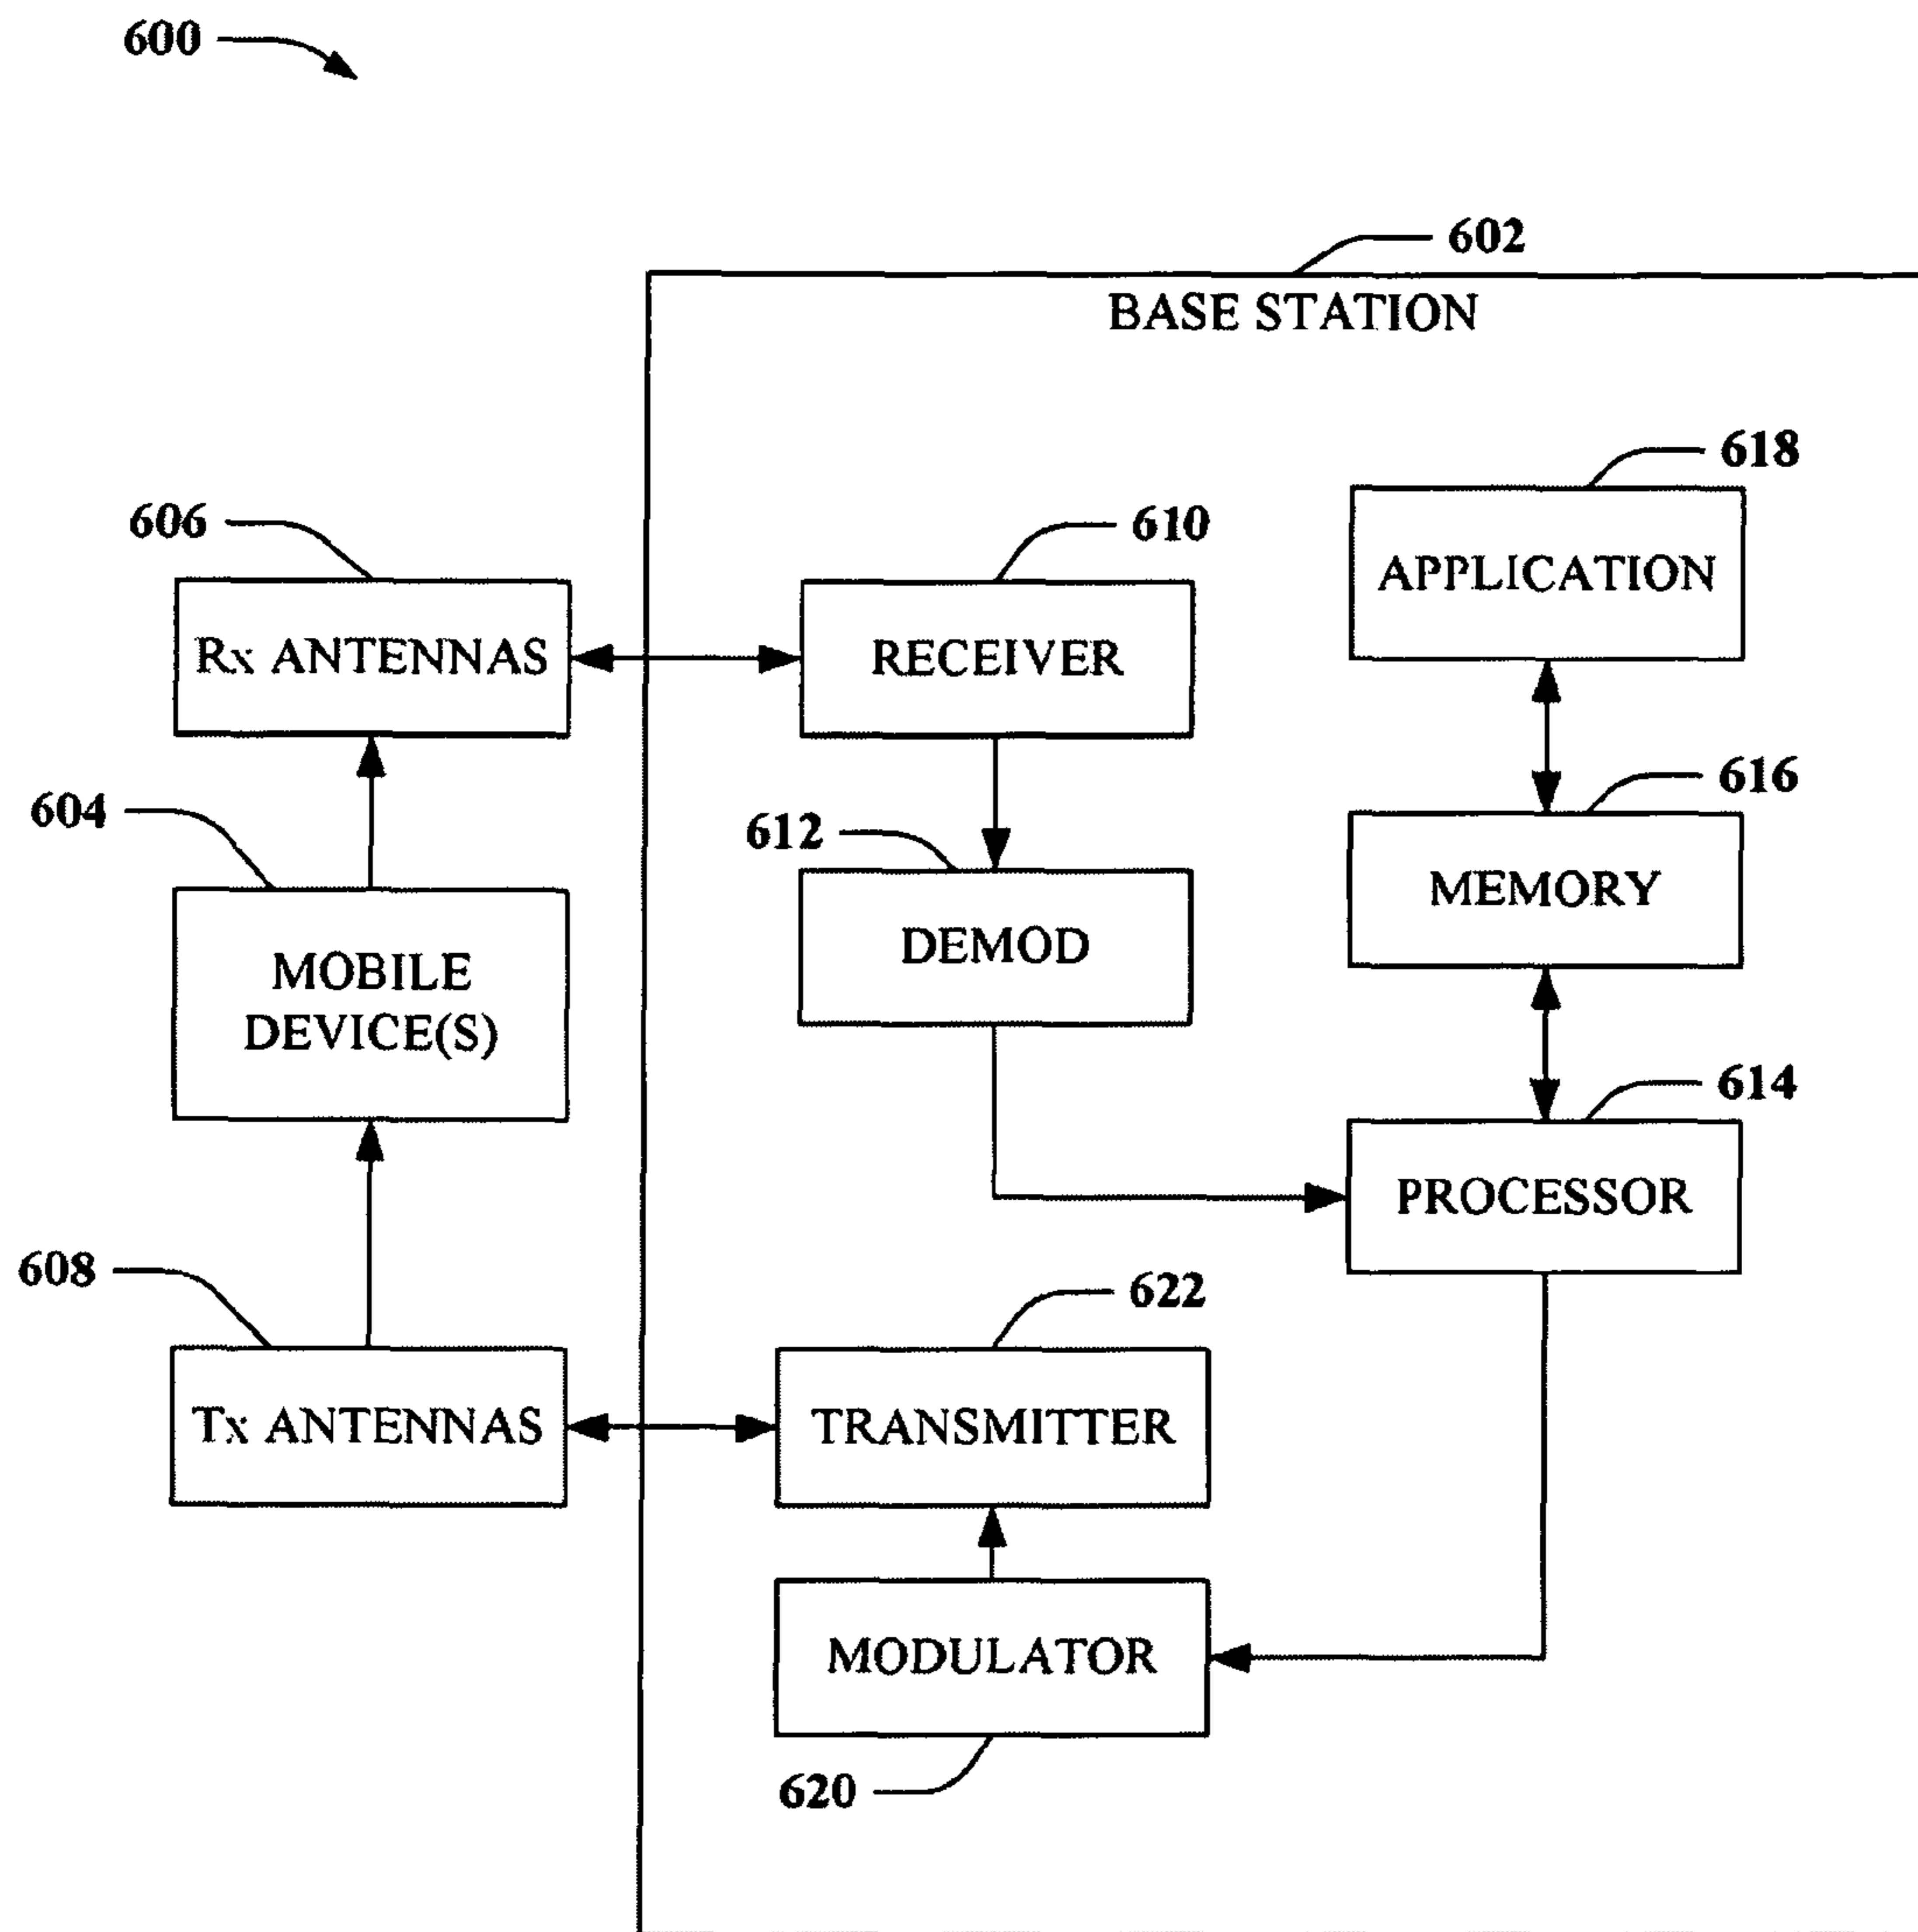 600
602
BASE STATION
618
606
610
APPLICATION
Rx ANTENNAS
RECEIVER
616
604
612
MEMORY
DEMOD
MOBILE
DEVICE(S)
614
PROCESSOR
608
622
Tx ANTENNAS
TRANSMITTER
MODULATOR
620